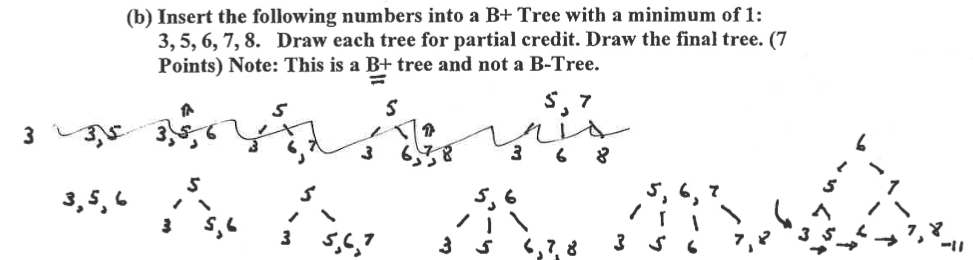 (b) Insert the following numbers into a B+ Tree with a minimum of 1:
3, 5, 6, 7, 8.   Draw each tree for partial credit. Draw the final tree. (7
Points) Note: This is a B+ tree and not a B-Tree.
5 5 5, 7
3 3,5 3,5,6 3 6,7 3 6,7,8 3 6 8
6
5 5 5, 6 5, 6, 7 5 7
3,5,6 3 5,6 3 5,6,7 3 5 6,7,8 3 5 6 7,8 3 5 6 7,8